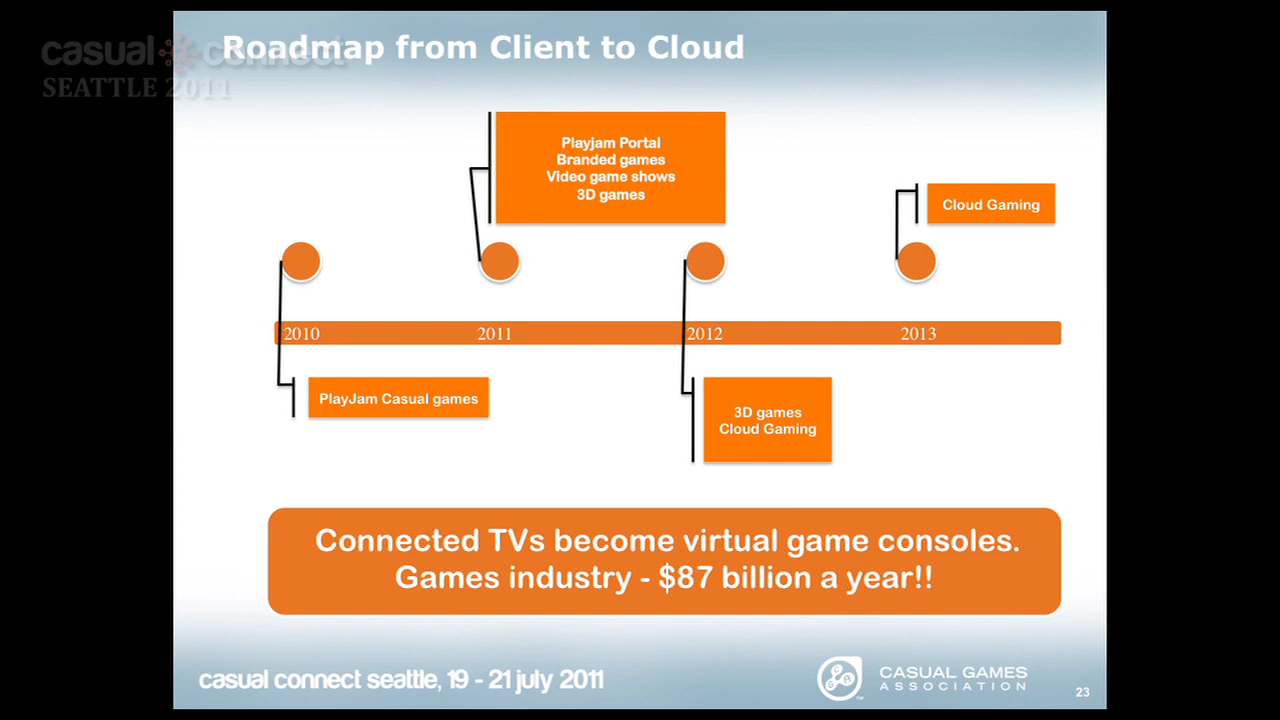 casual connect
SEATTLE 2011
Roadmap from Client to Cloud
Playjam Portal
Branded games
Video game shows
3D games
Cloud Gaming
2010
2011
2012
2013
PlayJam Casual games
3D games
Cloud Gaming
Connected TVs become virtual game consoles.
Games industry - $87 billion a year!!
casual connect seattle, 19 - 21 july 2011
CASUAL GAMES
ASSOCIATION
23